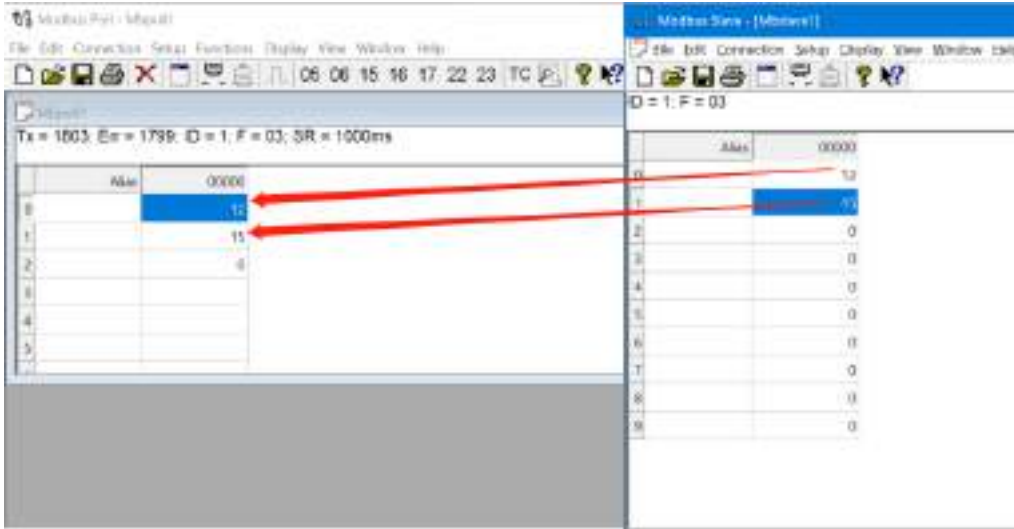 Modbus Poll - Mbpoll1
File Edit Connection Setup Functions Display View Window Help
05 06 15 16 17 22 23 TC
Mbpoll1
Tx = 1803: Err = 1799: ID = 1: F = 03: SR = 1000ms
Alias 00000
0 12
1 15
2 0
3
4
5
Modbus Slave - [Mbslave1]
File Edit Connection Setup Display View Window Help
ID = 1: F = 03
Alias 00000
0
1 15
2 0
3 0
4 0
5 0
6 0
7 0
8 0
9 0